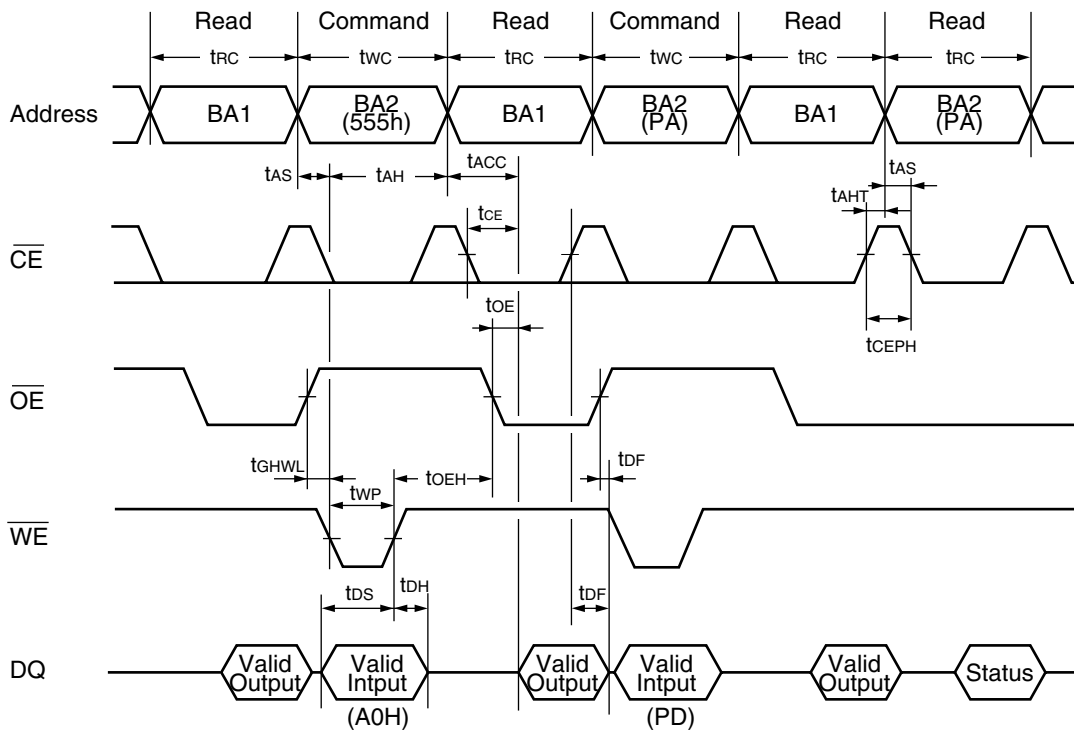 Read Command Read Command Read Read
tRC tWC tRC tWC tRC tRC
Address BA1 BA2 BA1 BA2 BA1 BA2
(555h) (PA) (PA)
tAS tAH tACC tAS
tAHT
tCE
CE
tOE
tCEPH
OE
tGHWL tOEH tDF
tWP
WE
tDS tDH tDF
DQ Valid Valid Valid Valid Valid Status
Output Intput Output Intput Output
(A0H) (PD)